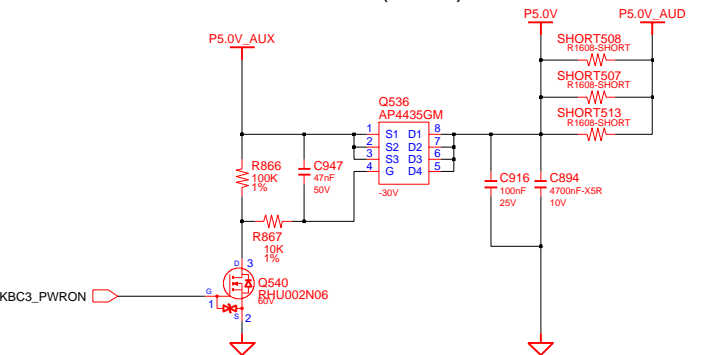 P5.0V P5.0V_AUD
P5.0V_AUX
SHORT508
R1608-SHORT
SHORT507
R1608-SHORT
SHORT513
R1608-SHORT
Q536
AP4435GM
1 S1 D1 8
2 S2 D2 7
3 S3 D3 6
4 G D4 5
-30V
R866
100K
1%
C947
47nF
50V
C916
100nF
25V
C894
4700nF-X5R
10V
R867
10K
1%
D 3
Q540
RHU002N06
60V
KBC3_PWRON
G
1
S 2